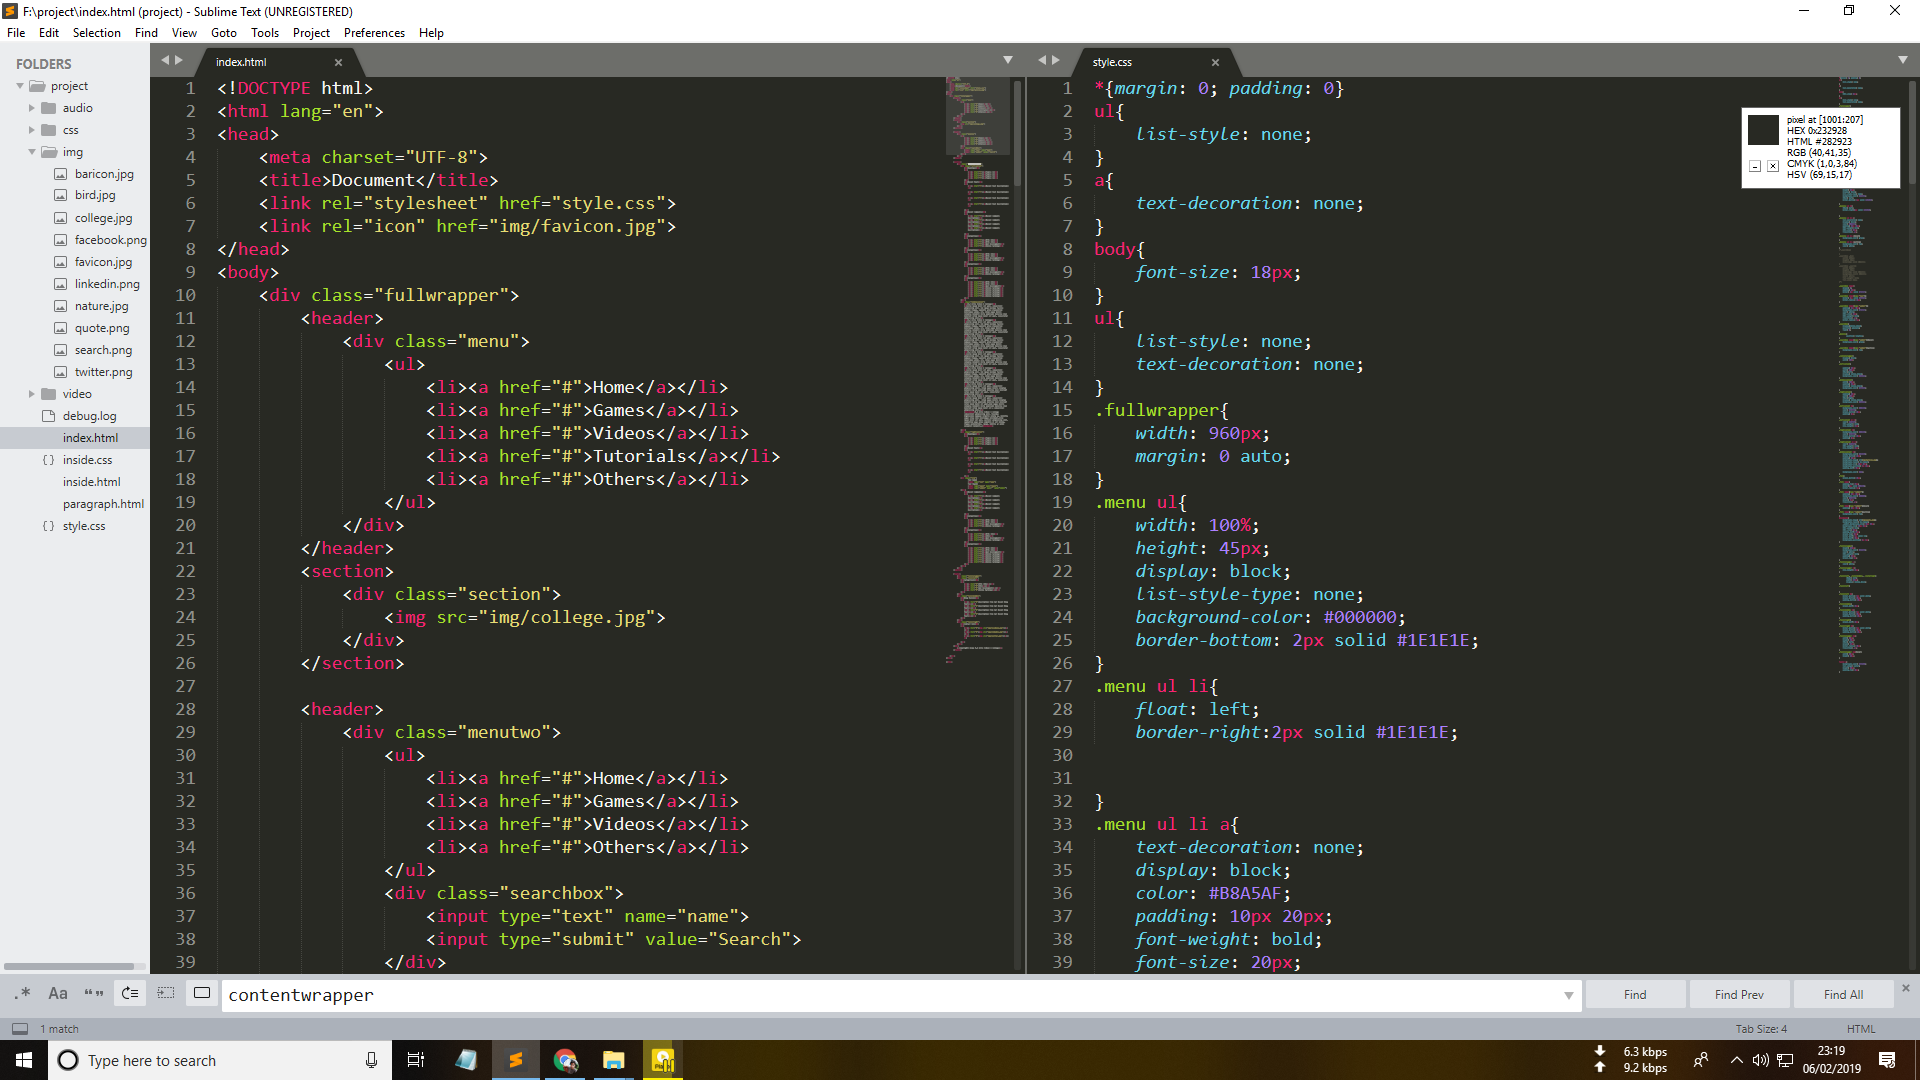 F:\project\index.html (project) - Sublime Text (UNREGISTERED)
File Edit Selection Find View Goto Tools Project Preferences Help
FOLDERS
project
audio
css
img
baricon.jpg
bird.jpg
college.jpg
facebook.png
favicon.jpg
linkedin.png
nature.jpg
quote.png
search.png
twitter.png
video
debug.log
index.html
{} inside.css
inside.html
paragraph.html
{} style.css
index.html ×
1 <!DOCTYPE html>
2 <html lang="en">
3 <head>
4 <meta charset="UTF-8">
5 <title>Document</title>
6 <link rel="stylesheet" href="style.css">
7 <link rel="icon" href="img/favicon.jpg">
8 </head>
9 <body>
10 <div class="fullwrapper">
11 <header>
12 <div class="menu">
13 <ul>
14 <li><a href="#">Home</a></li>
15 <li><a href="#">Games</a></li>
16 <li><a href="#">Videos</a></li>
17 <li><a href="#">Tutorials</a></li>
18 <li><a href="#">Others</a></li>
19 </ul>
20 </div>
21 </header>
22 <section>
23 <div class="section">
24 <img src="img/college.jpg">
25 </div>
26 </section>
27
28 <header>
29 <div class="menutwo">
30 <ul>
31 <li><a href="#">Home</a></li>
32 <li><a href="#">Games</a></li>
33 <li><a href="#">Videos</a></li>
34 <li><a href="#">Others</a></li>
35 </ul>
36 <div class="searchbox">
37 <input type="text" name="name">
38 <input type="submit" value="Search">
39 </div>
style.css ×
1 *{margin: 0; padding: 0}
2 ul{
3 list-style: none;
4 }
5 a{
6 text-decoration: none;
7 }
8 body{
9 font-size: 18px;
10 }
11 ul{
12 list-style: none;
13 text-decoration: none;
14 }
15 .fullwrapper{
16 width: 960px;
17 margin: 0 auto;
18 }
19 .menu ul{
20 width: 100%;
21 height: 45px;
22 display: block;
23 list-style-type: none;
24 background-color: #000000;
25 border-bottom: 2px solid #1E1E1E;
26 }
27 .menu ul li{
28 float: left;
29 border-right:2px solid #1E1E1E;
30
31
32 }
33 .menu ul li a{
34 text-decoration: none;
35 display: block;
36 color: #B8A5AF;
37 padding: 10px 20px;
38 font-weight: bold;
39 font-size: 20px;
pixel at [1001:207]
HEX 0x232928
HTML #282923
RGB (40,41,35)
CMYK (1,0,3,84)
HSV (69,15,17)
.* Aa “” contentwrapper Find Find Prev Find All
1 match Tab Size: 4 HTML
Type here to search
6.3 kbps
9.2 kbps
23:19
06/02/2019